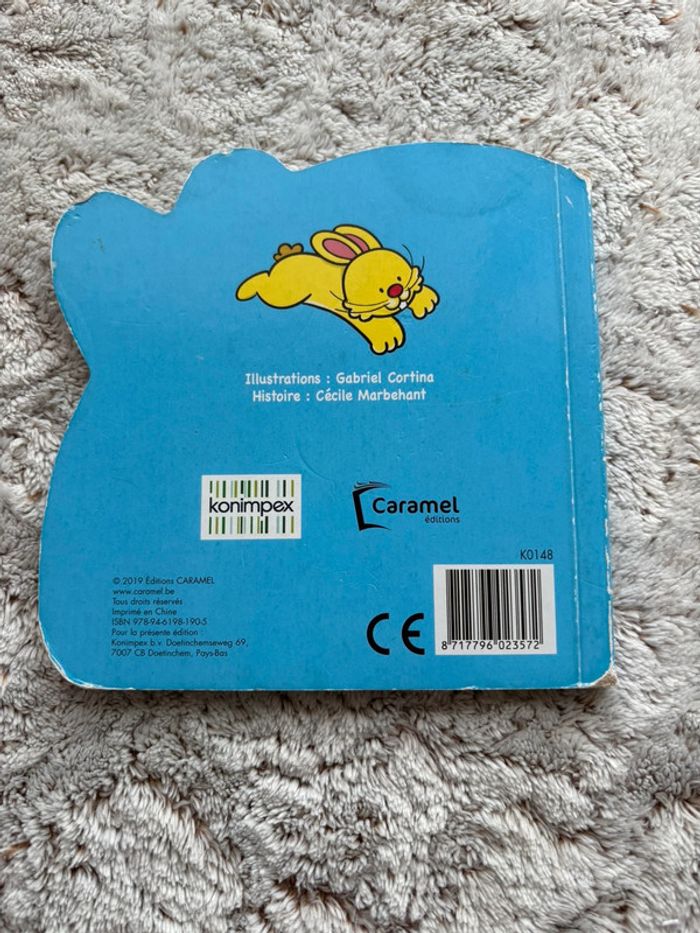 Illustrations : Gabriel Cortina
Histoire : Cécile Marbehant
konimpex
Caramel
éditions
K0148
© 2019 Éditions CARAMEL
www.caramel.be
Tous droits réservés
Imprimé en Chine
ISBN 978-94-6198-190-5
Pour la présente édition :
Konimpex b.v. Doetinchemseweg 69,
7007 CB Doetinchem, Pays-Bas
CE
8 717796 023572